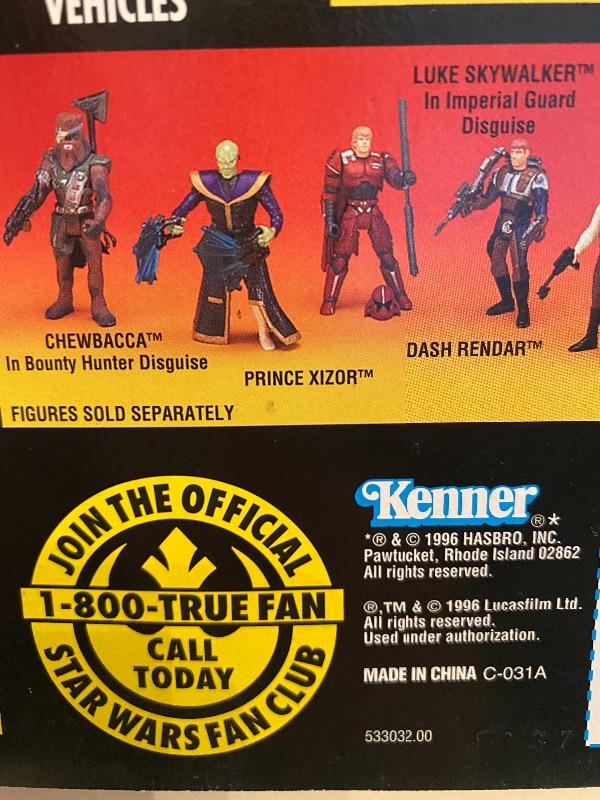 VEHICLES
LUKE SKYWALKER™
In Imperial Guard
Disguise
CHEWBACCA™
In Bounty Hunter Disguise
PRINCE XIZOR™
DASH RENDAR™
FIGURES SOLD SEPARATELY
JOIN THE OFFICIAL
1-800-TRUE FAN
CALL
TODAY
STAR WARS FAN CLUB
Kenner®*
*® & © 1996 HASBRO, INC.
Pawtucket, Rhode Island 02862
All rights reserved.
®,TM & © 1996 Lucasfilm Ltd.
All rights reserved.
Used under authorization.
MADE IN CHINA C-031A
533032.00